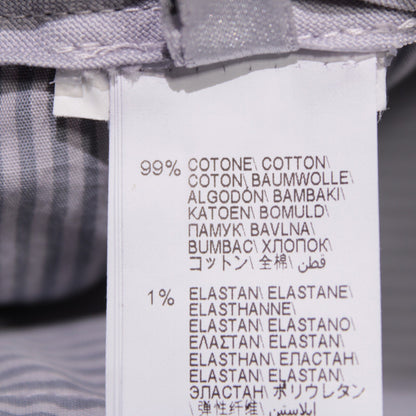 99% COTONE\ COTTON\
COTON\ BAUMWOLLE\
ALGODÓN\ BAMBAKI\
KATOEN\ BOMULD\
ПАМУК\ BAVLNA\
BUMBAC\ ХЛОПОК\
コットン\ 全棉\ قطن\
1% ELASTAN\ ELASTANE\
ELASTHANNE\
ELASTAN\ ELASTANO\
ΕΛΑΣΤΑΝ\ ELASTAN\
ELASTHAN\ ЕЛАСТАН\
ELASTAN\ ELASTAN\
ЭЛАСТАН\ ポリウレタン\
弹性纤维\ إلاستين\